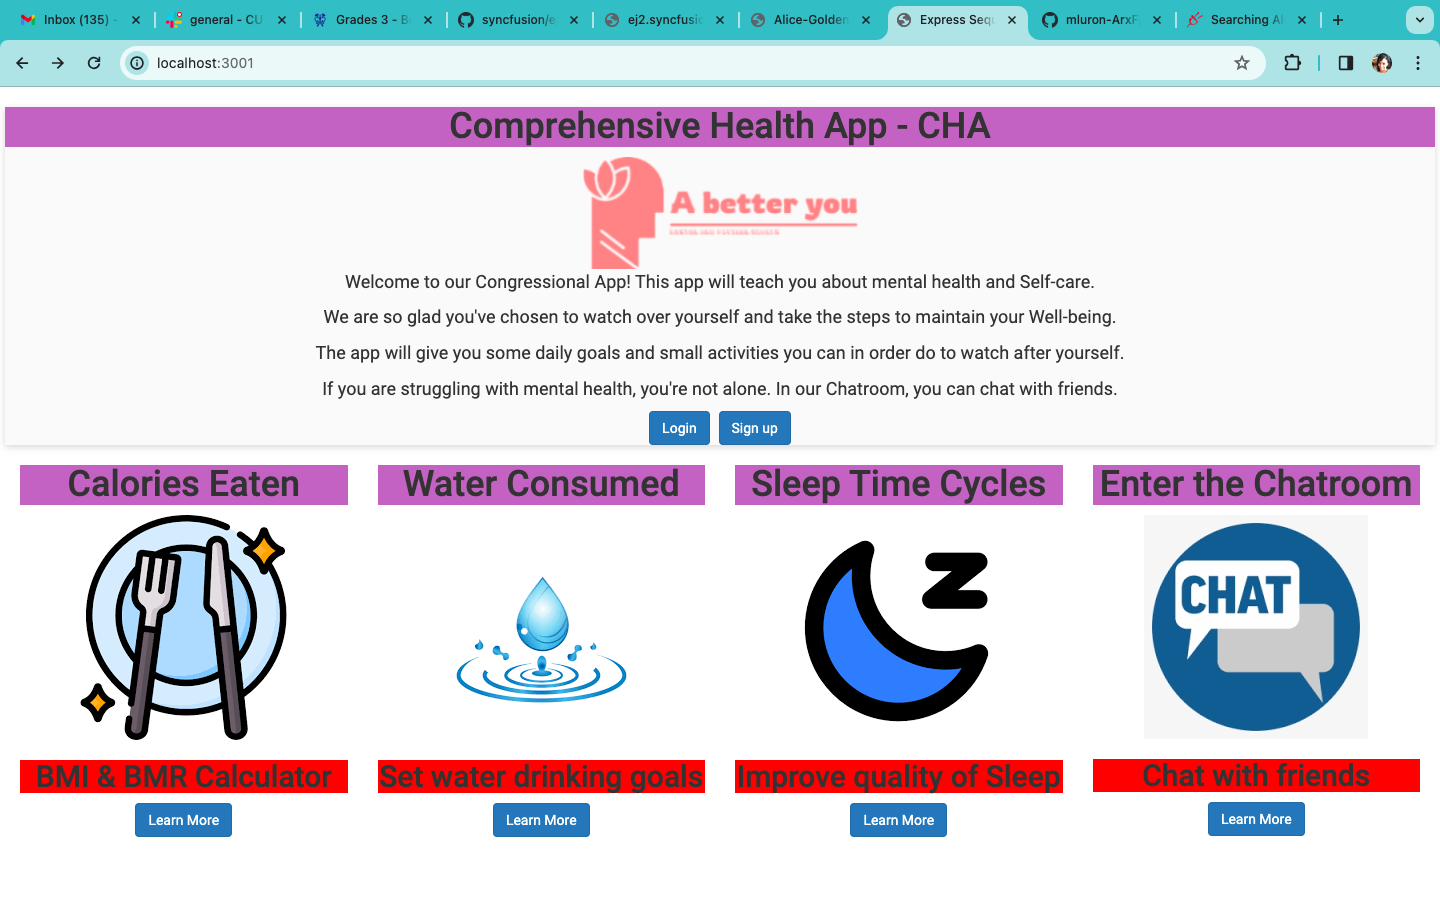 Inbox (135) -
general - CU
Grades 3 - B
syncfusion/e
ej2.syncfusi
Alice-Golden
Express Sequ
mluron-ArxF
Searching Al
localhost:3001
Comprehensive Health App - CHA
A better you
Welcome to our Congressional App! This app will teach you about mental health and Self-care.
We are so glad you've chosen to watch over yourself and take the steps to maintain your Well-being.
The app will give you some daily goals and small activities you can in order do to watch after yourself.
If you are struggling with mental health, you're not alone. In our Chatroom, you can chat with friends.
Login Sign up
Calories Eaten
Water Consumed
Sleep Time Cycles
Enter the Chatroom
CHAT
BMI & BMR Calculator
Set water drinking goals
Improve quality of Sleep
Chat with friends
Learn More
Learn More
Learn More
Learn More